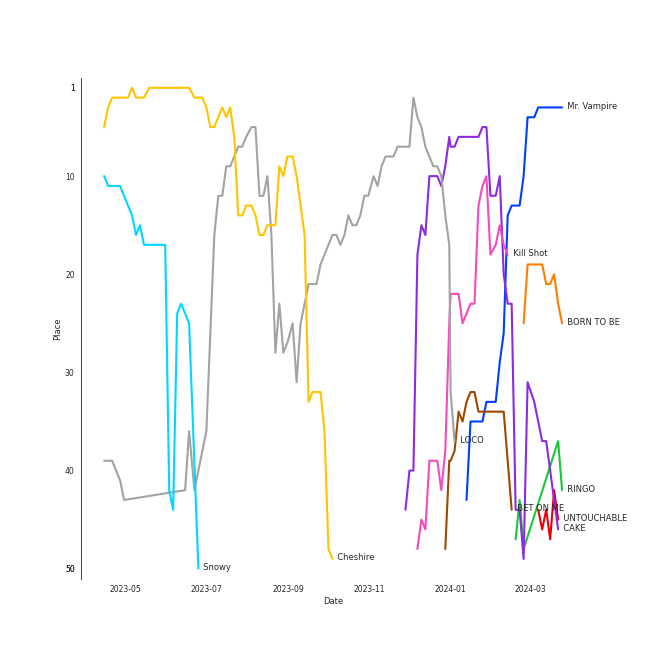 1
Mr. Vampire
10
Kill Shot
20
BORN TO BE
Place
30
LOCO
40
RINGO
BET ON ME
UNTOUCHABLE
CAKE
Cheshire
50
Snowy
2023-05
2023-07
2023-09
2023-11
2024-01
2024-03
Date